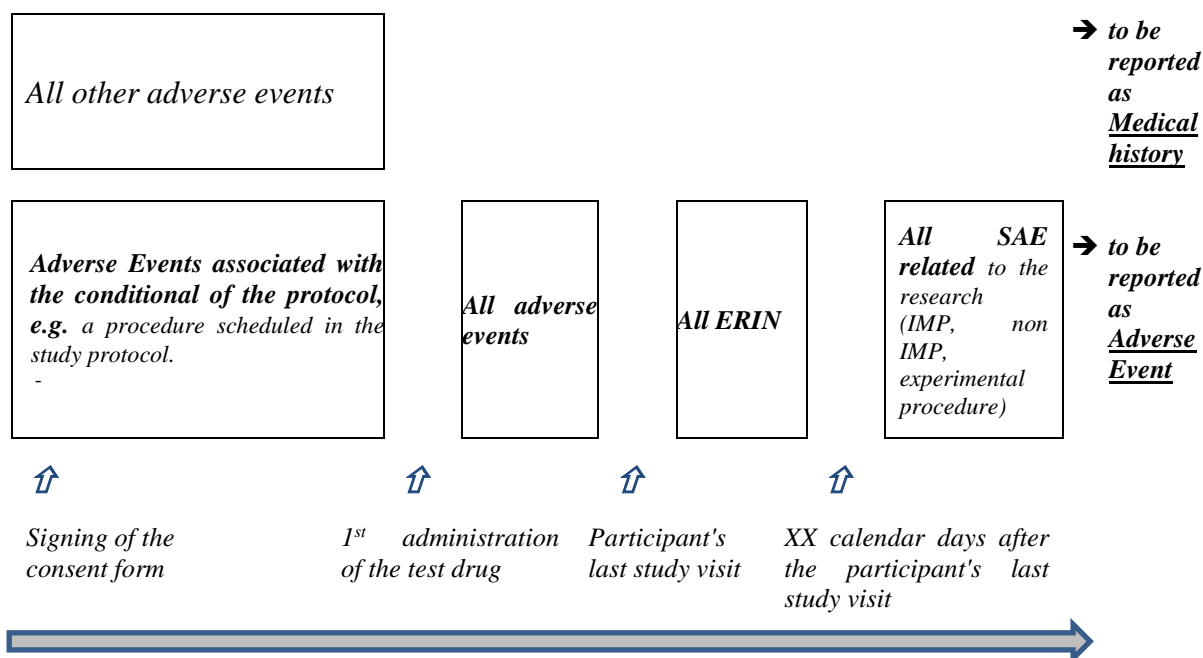 All other adverse events
➔ to be
reported
as
Medical
history
Adverse Events associated with
the conditional of the protocol,
e.g. a procedure scheduled in the
study protocol.
-
All adverse
events
All ERIN
All SAE
related to the
research
(IMP, non
IMP,
experimental
procedure)
➔ to be
reported
as
Adverse
Event
Signing of the
consent form
1st administration
of the test drug
Participant's
last study visit
XX calendar days after
the participant's last
study visit